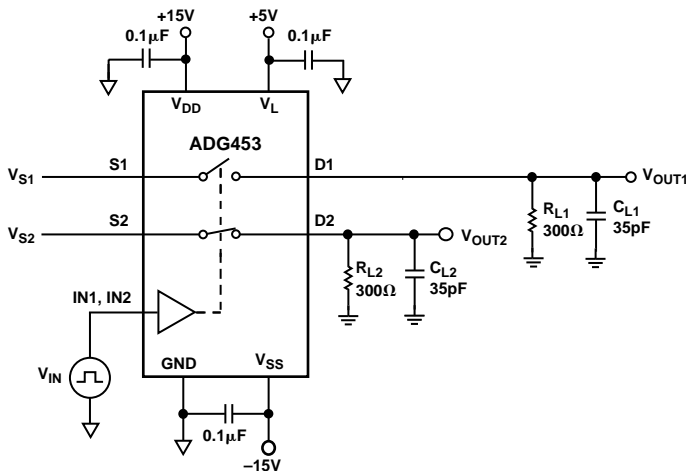 +15V
+5V
0.1µF
0.1µF
VDD
VL
ADG453
VS1
S1
D1
VOUT1
VS2
S2
D2
VOUT2
RL1
300Ω
CL1
35pF
RL2
300Ω
CL2
35pF
IN1, IN2
VIN
GND
VSS
0.1µF
–15V